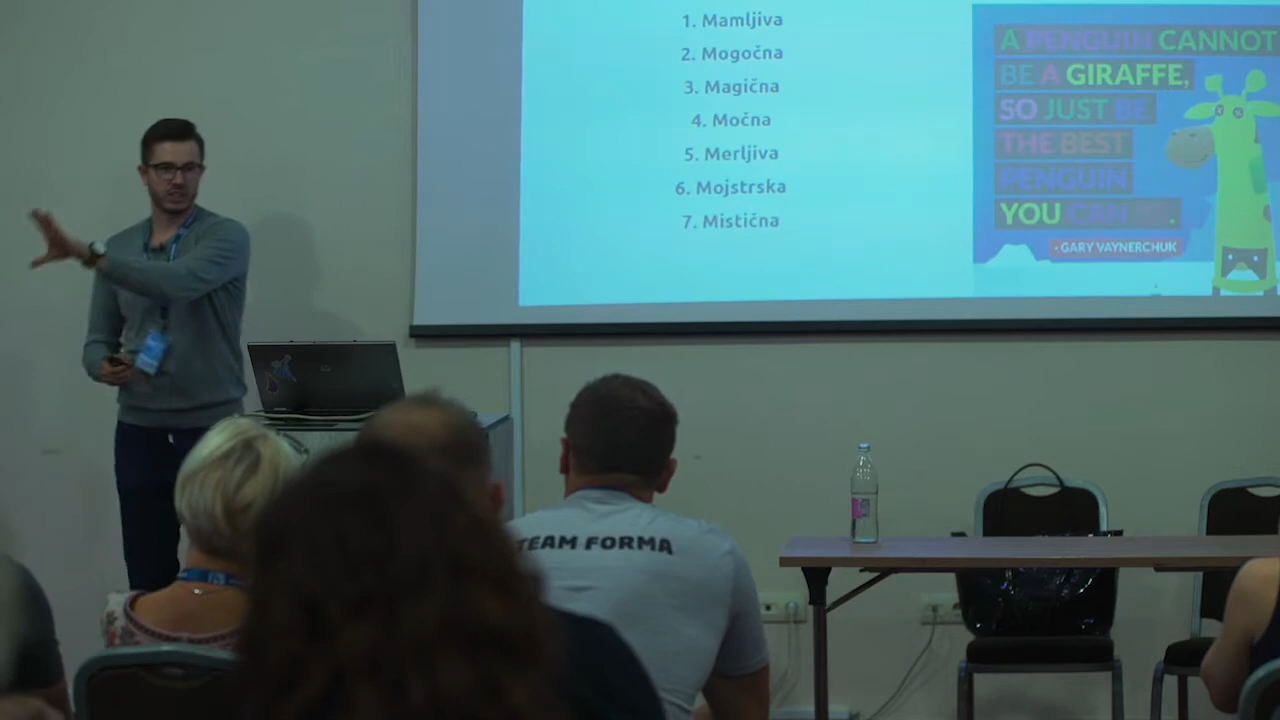 1. Mamljiva
2. Mogočna
3. Magična
4. Močna
5. Merljiva
6. Mojstrska
7. Mistična
A PENGUIN CANNOT
BE A GIRAFFE,
SO JUST BE
THE BEST
PENGUIN
YOU CAN BE.
- GARY VAYNERCHUK
TEAM FORMA